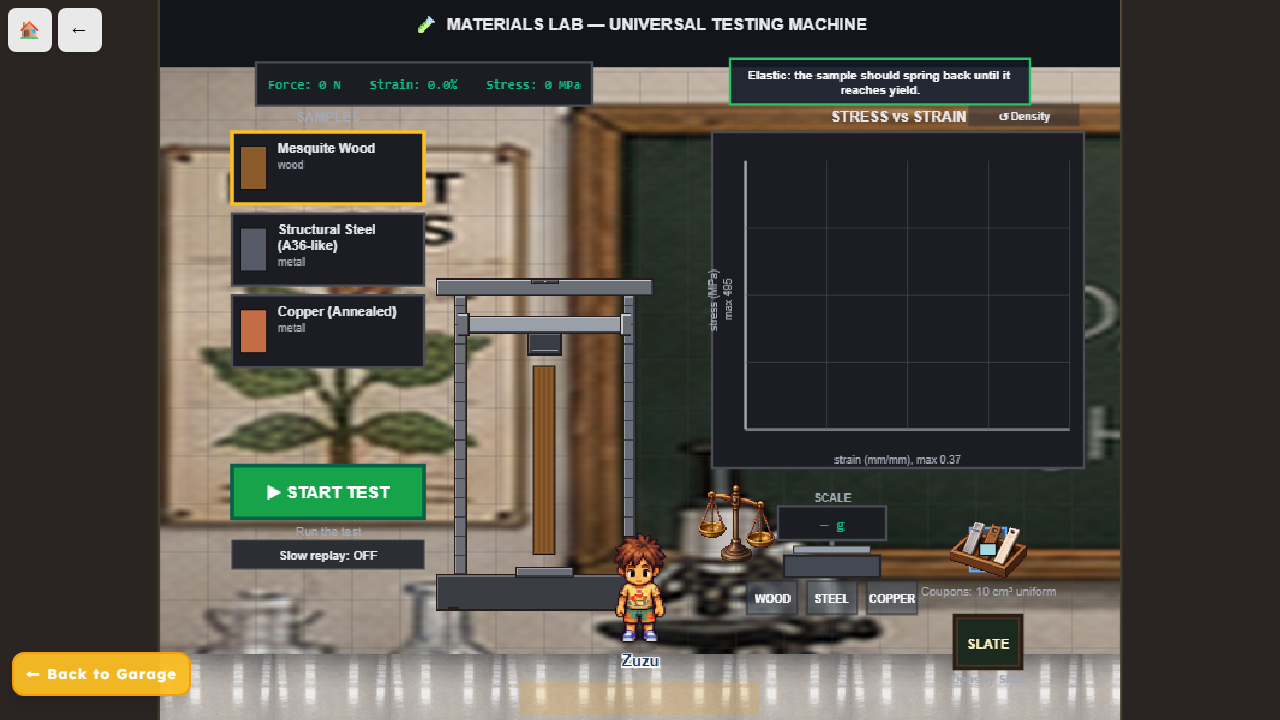 MATERIALS LAB — UNIVERSAL TESTING MACHINE
Force: 0 N Strain: 0.0% Stress: 0 MPa
Elastic: the sample should spring back until it
reaches yield.
SAMPLES
STRESS vs STRAIN
↺ Density
Mesquite Wood
wood
Structural Steel
(A36-like)
metal
Copper (Annealed)
metal
stress (MPa)
max 485
strain (mm/mm), max 0.37
▶ START TEST
Run the test
Slow replay: OFF
SCALE
— g
WOOD
STEEL
COPPER
Coupons: 10 cm³ uniform
SLATE
Zuzu
← Back to Garage